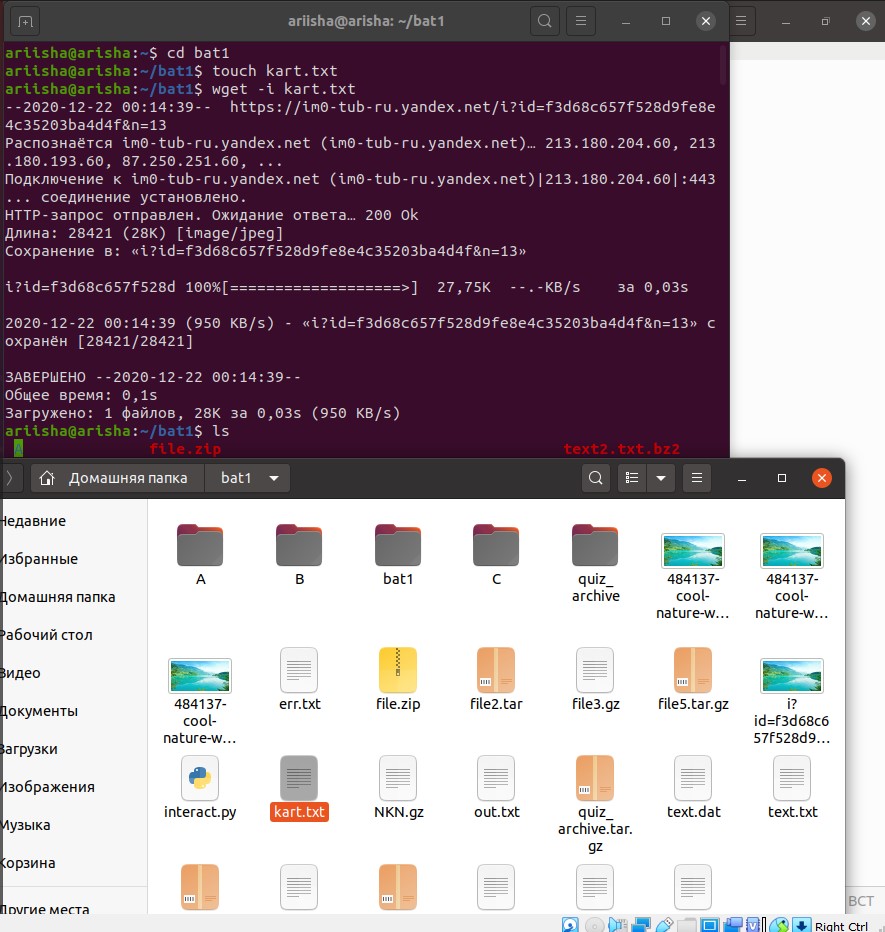 ariisha@arisha: ~/bat1
ariisha@arisha:~$ cd bat1
ariisha@arisha:~/bat1$ touch kart.txt
ariisha@arisha:~/bat1$ wget -i kart.txt
--2020-12-22 00:14:39--  https://im0-tub-ru.yandex.net/i?id=f3d68c657f528d9fe8e
4c35203ba4d4f&n=13
Распознаётся im0-tub-ru.yandex.net (im0-tub-ru.yandex.net)… 213.180.204.60, 213
.180.193.60, 87.250.251.60, ...
Подключение к im0-tub-ru.yandex.net (im0-tub-ru.yandex.net)|213.180.204.60|:443
... соединение установлено.
HTTP-запрос отправлен. Ожидание ответа… 200 Ok
Длина: 28421 (28K) [image/jpeg]
Сохранение в: «i?id=f3d68c657f528d9fe8e4c35203ba4d4f&n=13»
i?id=f3d68c657f528d 100%[===================>]  27,75K  --.-KB/s    за 0,03s
2020-12-22 00:14:39 (950 KB/s) - «i?id=f3d68c657f528d9fe8e4c35203ba4d4f&n=13» с
охранён [28421/28421]
ЗАВЕРШЕНО --2020-12-22 00:14:39--
Общее время: 0,1s
Загружено: 1 файлов, 28K за 0,03s (950 KB/s)
ariisha@arisha:~/bat1$ ls
A file.zip text2.txt.bz2
Домашняя папка bat1
Недавние
Избранные
Домашняя папка
Рабочий стол
Видео
Документы
Загрузки
Изображения
Музыка
Корзина
Другие места
A
B
bat1
C
quiz_
archive
484137-
cool-
nature-w...
484137-
cool-
nature-w...
484137-
cool-
nature-w...
err.txt
file.zip
file2.tar
file3.gz
file5.tar.gz
i?
id=f3d68c6
57f528d9...
interact.py
kart.txt
NKN.gz
out.txt
quiz_
archive.tar.
gz
text.dat
text.txt
ВСТ
Right Ctrl